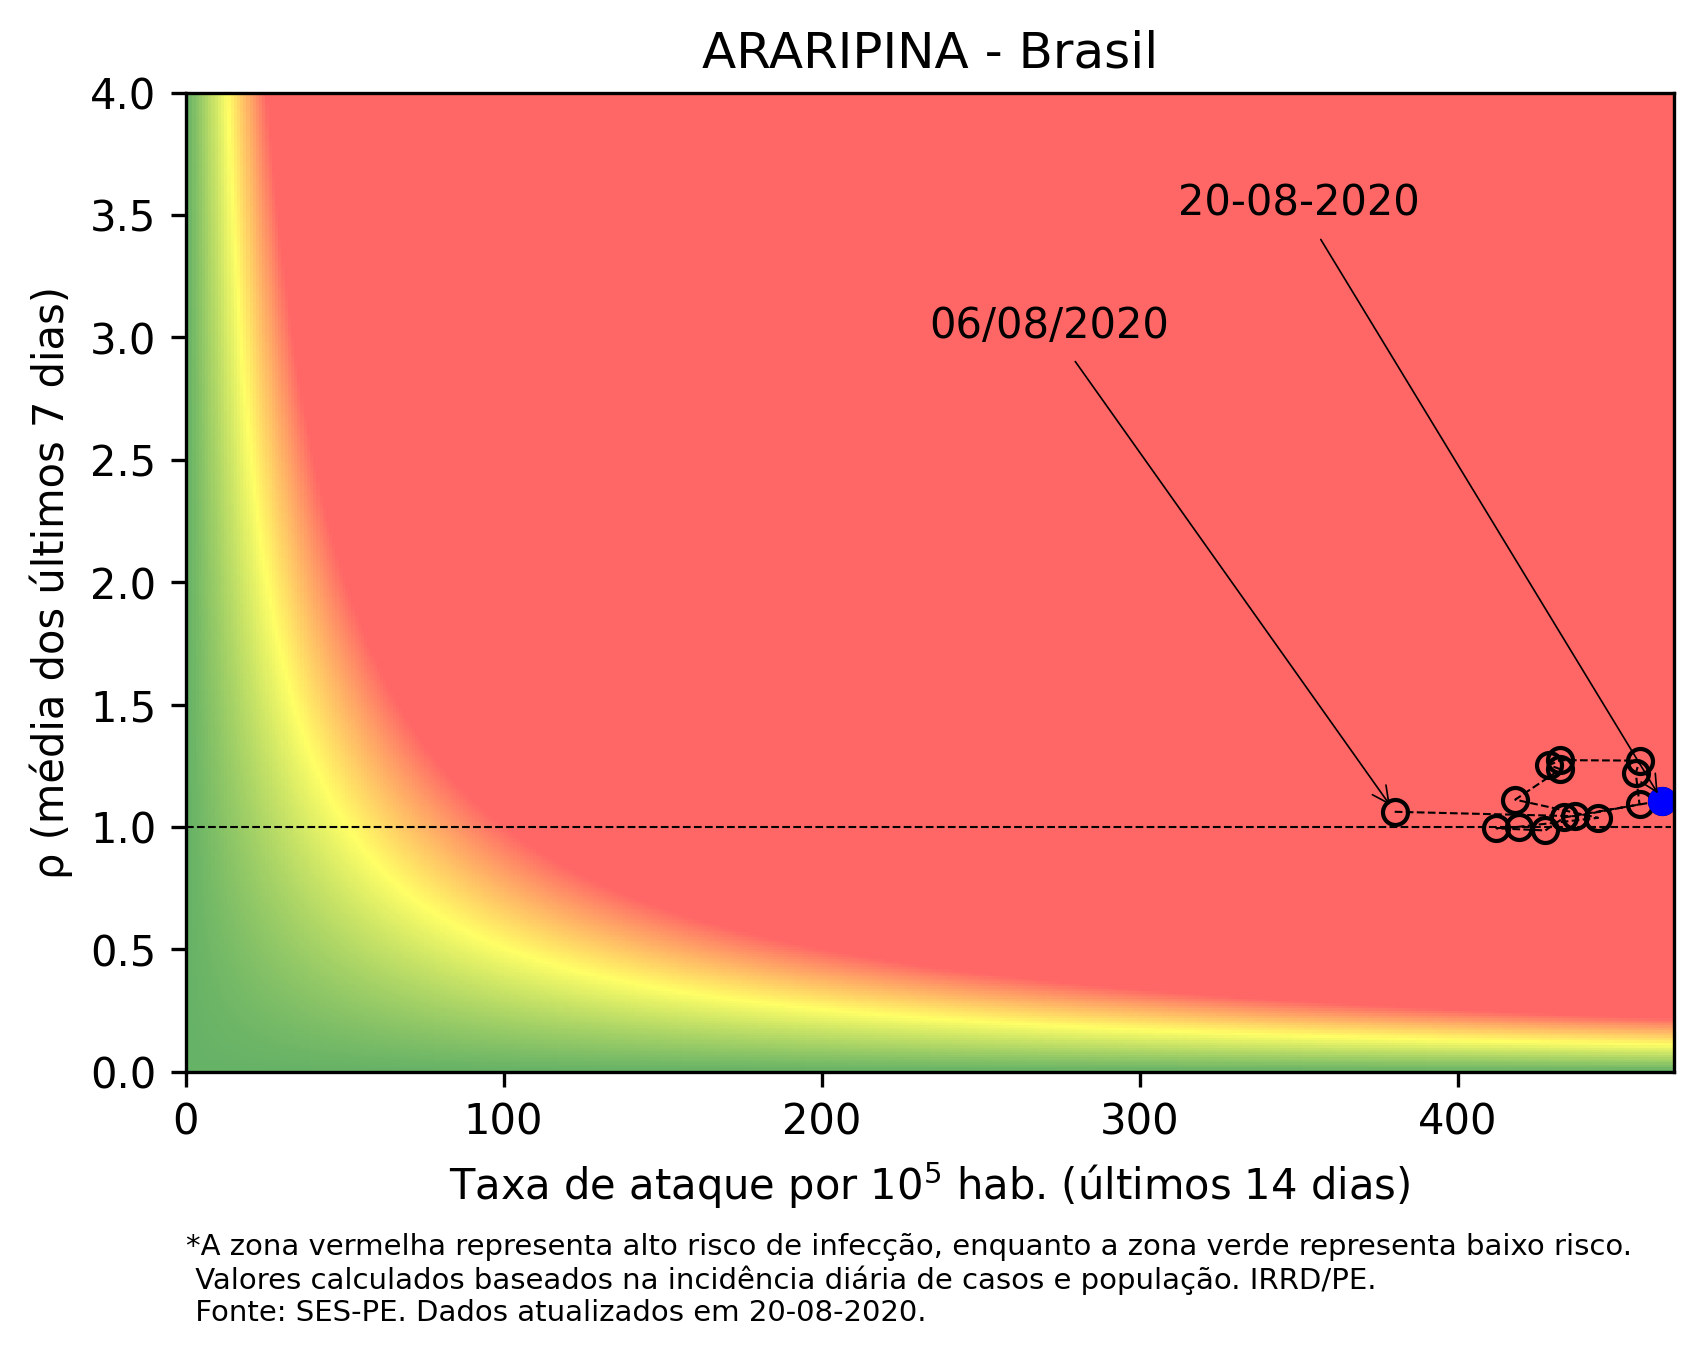 ARARIPINA - Brasil
4.0
3.5
3.0
2.5
2.0
1.5
1.0
0.5
0.0
ρ (média dos últimos 7 dias)
20-08-2020
06/08/2020
0 100 200 300 400
Taxa de ataque por 10⁵ hab. (últimos 14 dias)
*A zona vermelha representa alto risco de infecção, enquanto a zona verde representa baixo risco.
Valores calculados baseados na incidência diária de casos e população. IRRD/PE.
Fonte: SES-PE. Dados atualizados em 20-08-2020.